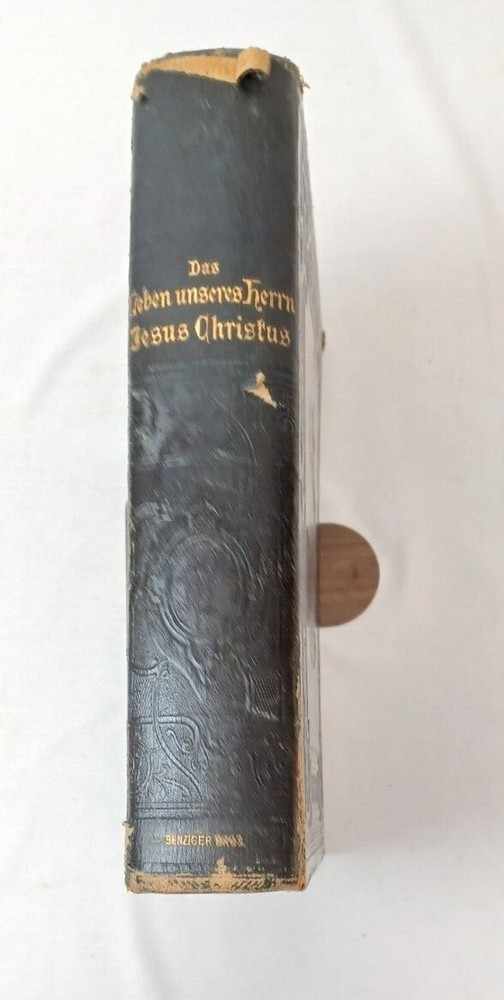 Das
Leben unseres Herrn
Jesus Christus
BENZIGER BROS.